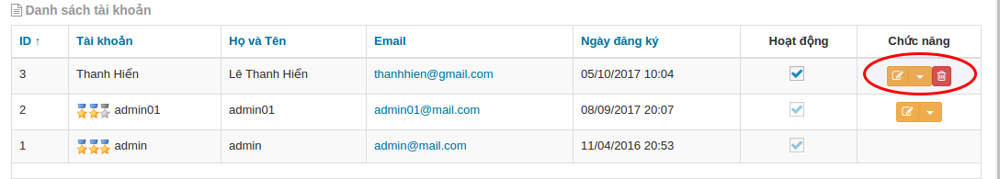 Danh sách tài khoản
ID ↑ Tài khoản Họ và Tên Email Ngày đăng ký Hoạt động Chức năng
3 Thanh Hiển Lê Thanh Hiển thanhhien@gmail.com 05/10/2017 10:04
2 admin01 admin01 admin01@mail.com 08/09/2017 20:07
1 admin admin admin@mail.com 11/04/2016 20:53